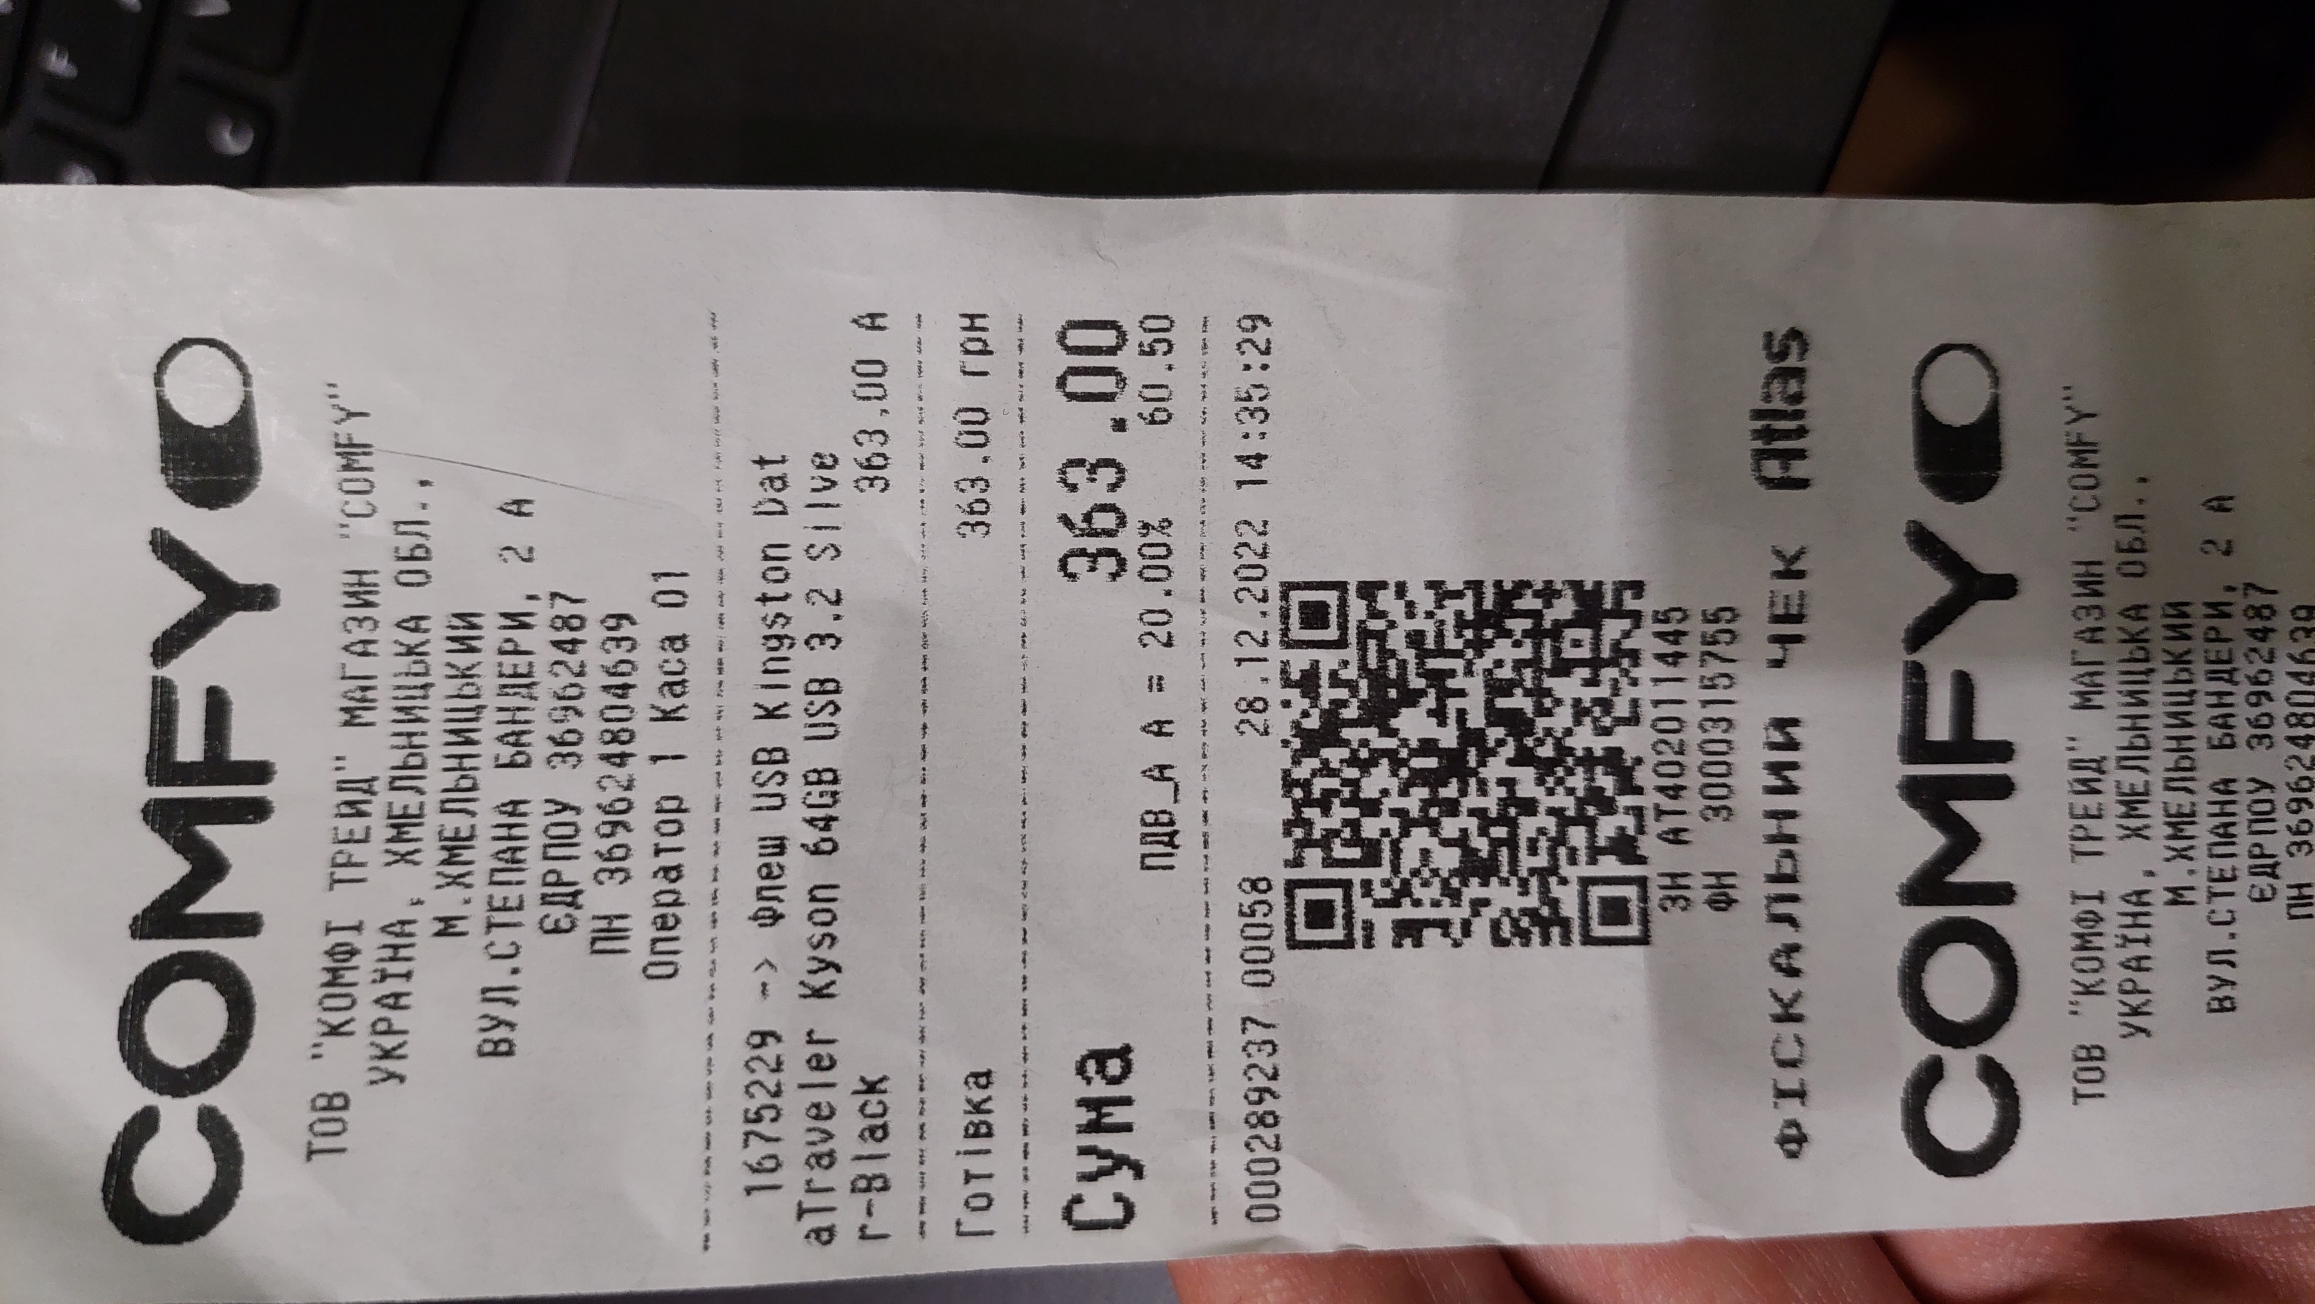 COMFY
ТОВ "КОМФІ ТРЕЙД" МАГАЗИН "COMFY"
УКРАЇНА, ХМЕЛЬНИЦЬКА ОБЛ.,
М.ХМЕЛЬНИЦЬКИЙ
ВУЛ.СТЕПАНА БАНДЕРИ, 2 А
ЄДРПОУ 36962487
ПН 369624804639
Оператор 1 Каса 01
1675229 -> Флеш USB Kingston Dat
aTraveler Kyson 64GB USB 3.2 Silve
r-Black 363.00 А
Готівка 363.00 грн
Сума 363.00
ПДВ_А А = 20.00% 60.50
0000289237 00058 28.12.2022 14:35:29
ЗН АТ402011445
ФН 3000315755
ФІСКАЛЬНИЙ ЧЕК Atlas
COMFY
ТОВ "КОМФІ ТРЕЙД" МАГАЗИН "COMFY"
УКРАЇНА, ХМЕЛЬНИЦЬКА ОБЛ.,
М.ХМЕЛЬНИЦЬКИЙ
ВУЛ.СТЕПАНА БАНДЕРИ, 2 А
ЄДРПОУ 36962487
ПН 369624804639
F
C